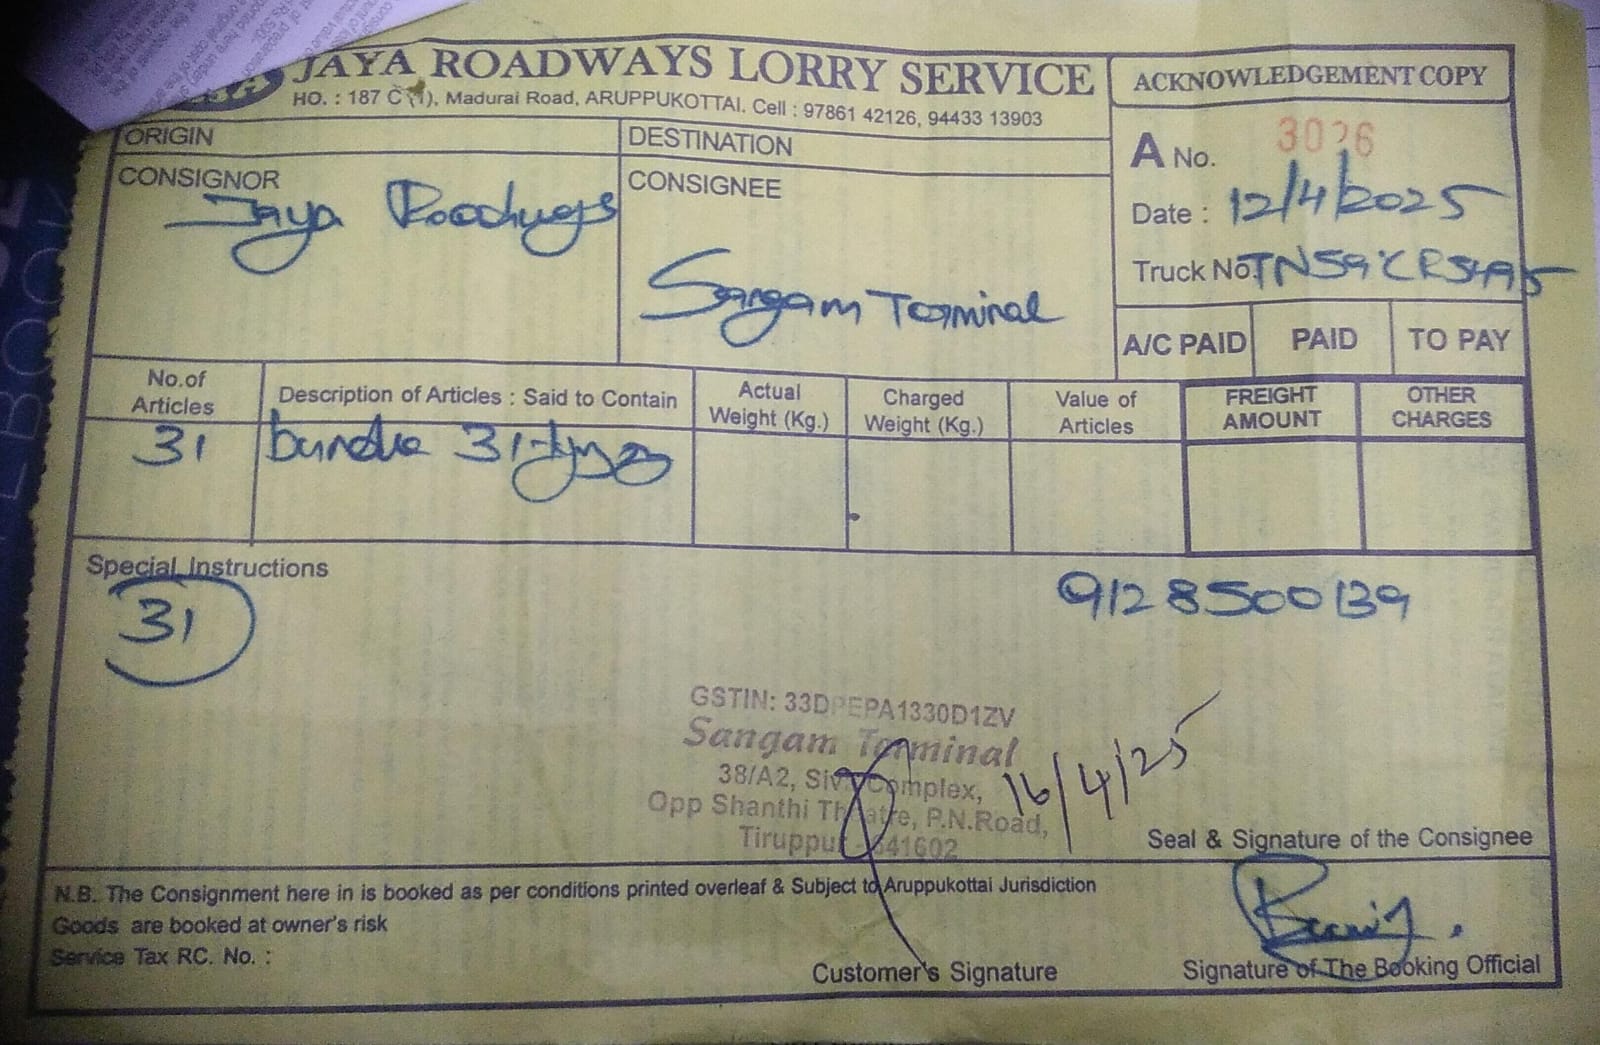 JAYA ROADWAYS LORRY SERVICE
HO. : 187 C (1), Madurai Road, ARUPPUKOTTAI. Cell : 97861 42126, 94433 13903
ACKNOWLEDGEMENT COPY
A No. 3026
Date : 12/4/2025
Truck No. TN59 CR5495
ORIGIN
DESTINATION
CONSIGNOR
Jaya Roadways
CONSIGNEE
Sangam Terminal
A/C PAID
PAID
TO PAY
No.of Articles
Description of Articles : Said to Contain
Actual Weight (Kg.)
Charged Weight (Kg.)
Value of Articles
FREIGHT AMOUNT
OTHER CHARGES
31
bundle 31
Special Instructions
31
9128500139
GSTIN: 33DPEPA1330D1ZV
Sangam Terminal
38/A2, Complex,
Opp Shanthi Theatre, P.N.Road,
Tiruppur - 641602
16/4/25
Seal & Signature of the Consignee
N.B. The Consignment here in is booked as per conditions printed overleaf & Subject to Aruppukottai Jurisdiction
Goods are booked at owner's risk
Service Tax RC. No. :
Customer's Signature
Signature of The Booking Official